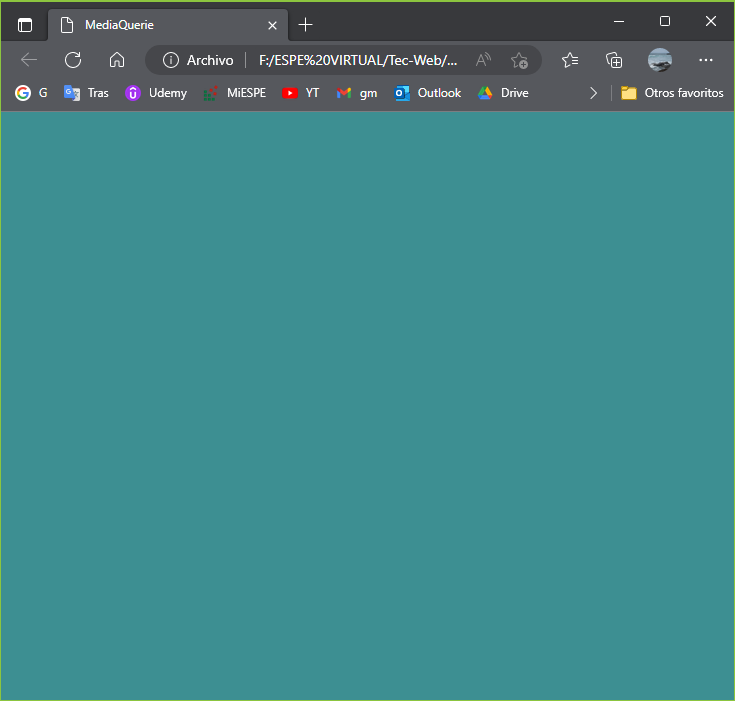 MediaQuerie
Archivo F:/ESPE%20VIRTUAL/Tec-Web/...
G Tras Udemy MiESPE YT gm Outlook Drive Otros favoritos